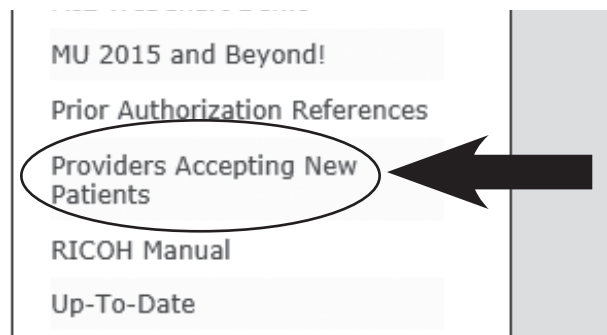 MU 2015 and Beyond!
Prior Authorization References
Providers Accepting New
Patients
RICOH Manual
Up-To-Date